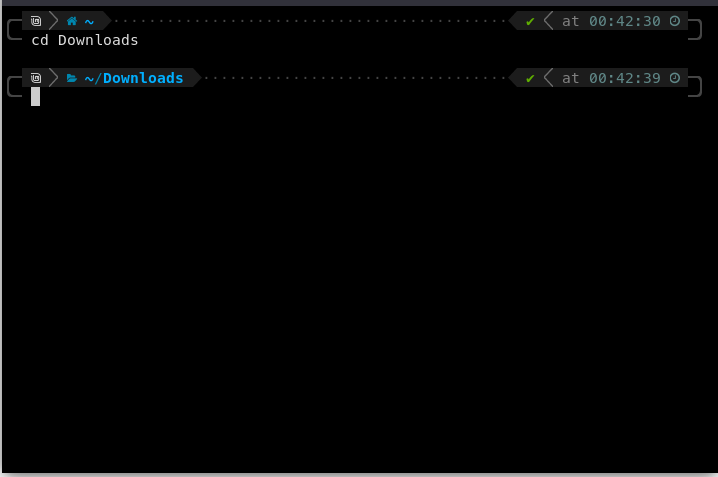 ~ ✔ at 00:42:30
cd Downloads
~/Downloads ✔ at 00:42:39